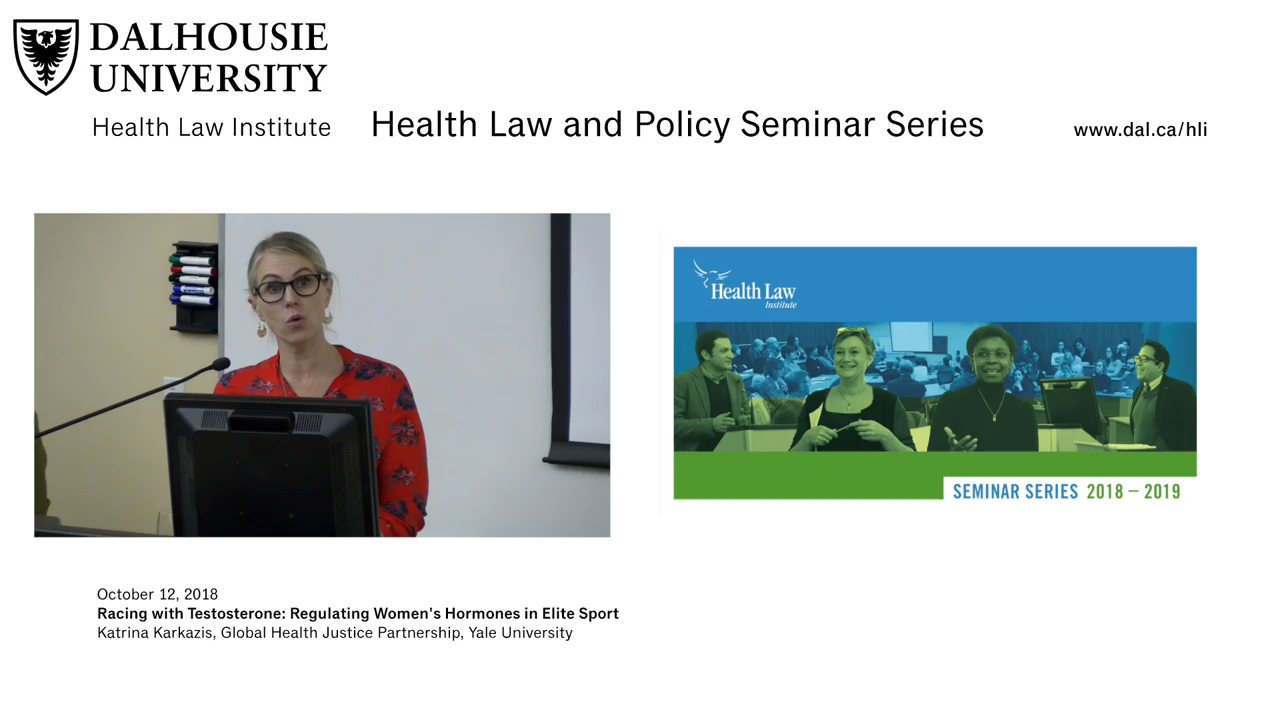 DALHOUSIE
UNIVERSITY
Health Law Institute
Health Law and Policy Seminar Series
www.dal.ca/hli
Health Law
Institute
SEMINAR SERIES 2018 – 2019
October 12, 2018
Racing with Testosterone: Regulating Women's Hormones in Elite Sport
Katrina Karkazis, Global Health Justice Partnership, Yale University